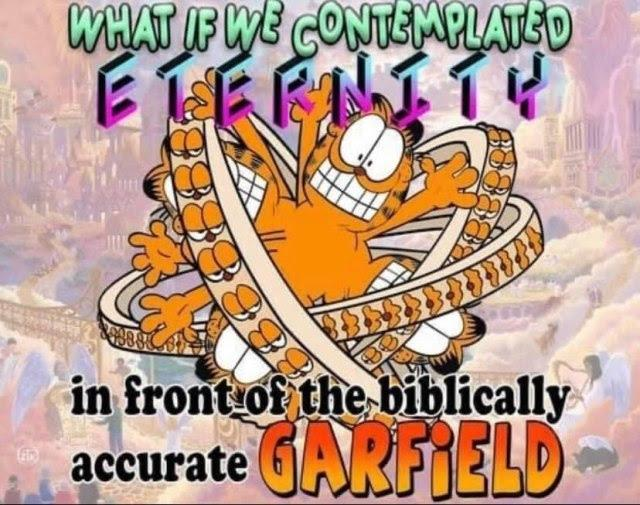 WHAT IF WE CONTEMPLATED
ETERNITY
in front of the biblically
accurate GARFiELD